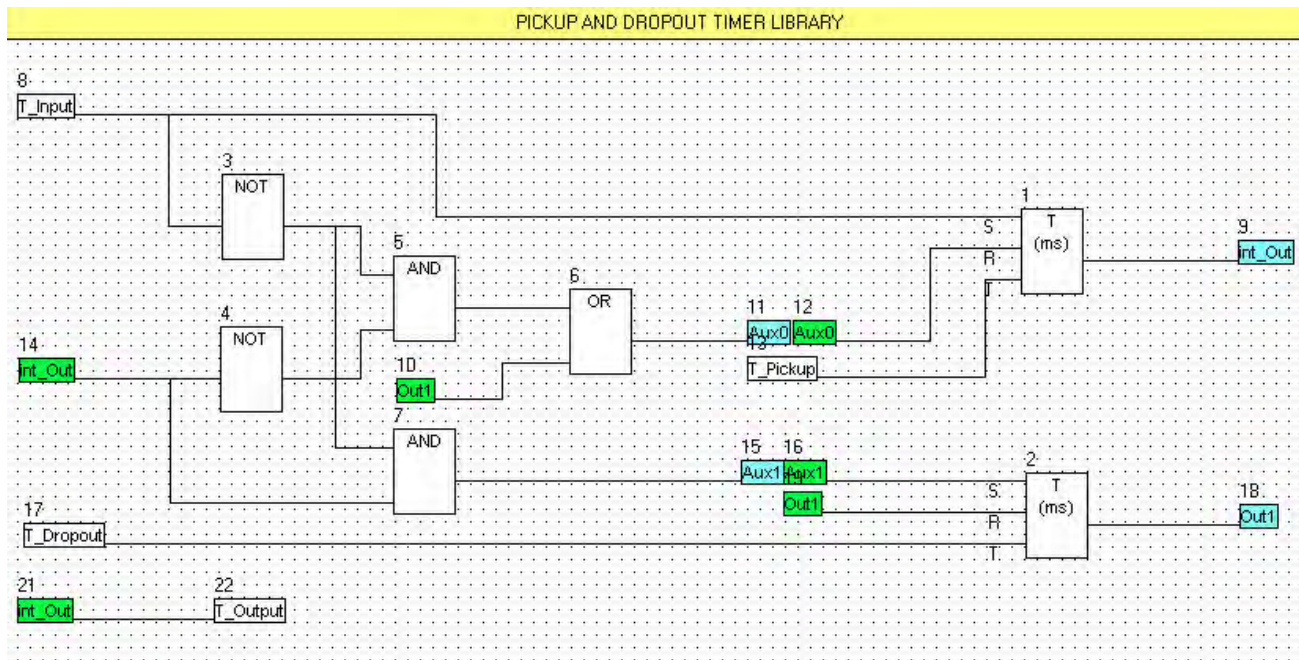 PICKUP AND DROPOUT TIMER LIBRARY
8
T_Input
3
NOT
1
T
(ms)
S
R
T
9
int_Out
5
AND
6
OR
4
NOT
11
Aux0
12
Aux0
13
T_Pickup
14
int_Out
10
Out1
7
AND
15
Aux1
16
Aux1
Out1
2
T
(ms)
S
R
T
18
Out1
17
T_Dropout
21
int_Out
22
T_Output